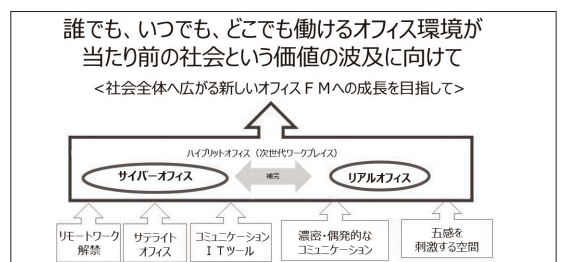 誰でも、いつでも、どこでも働けるオフィス環境が
当たり前の社会という価値の波及に向けて
<社会全体へ広がる新しいオフィスＦＭへの成長を目指して>
ハイブリットオフィス（次世代ワークプレイス）
サイバーオフィス
補完
リアルオフィス
リモートワーク
解禁
サテライト
オフィス
コミュニケーション
ＩＴツール
濃密・偶発的な
コミュニケーション
五感を
刺激する空間